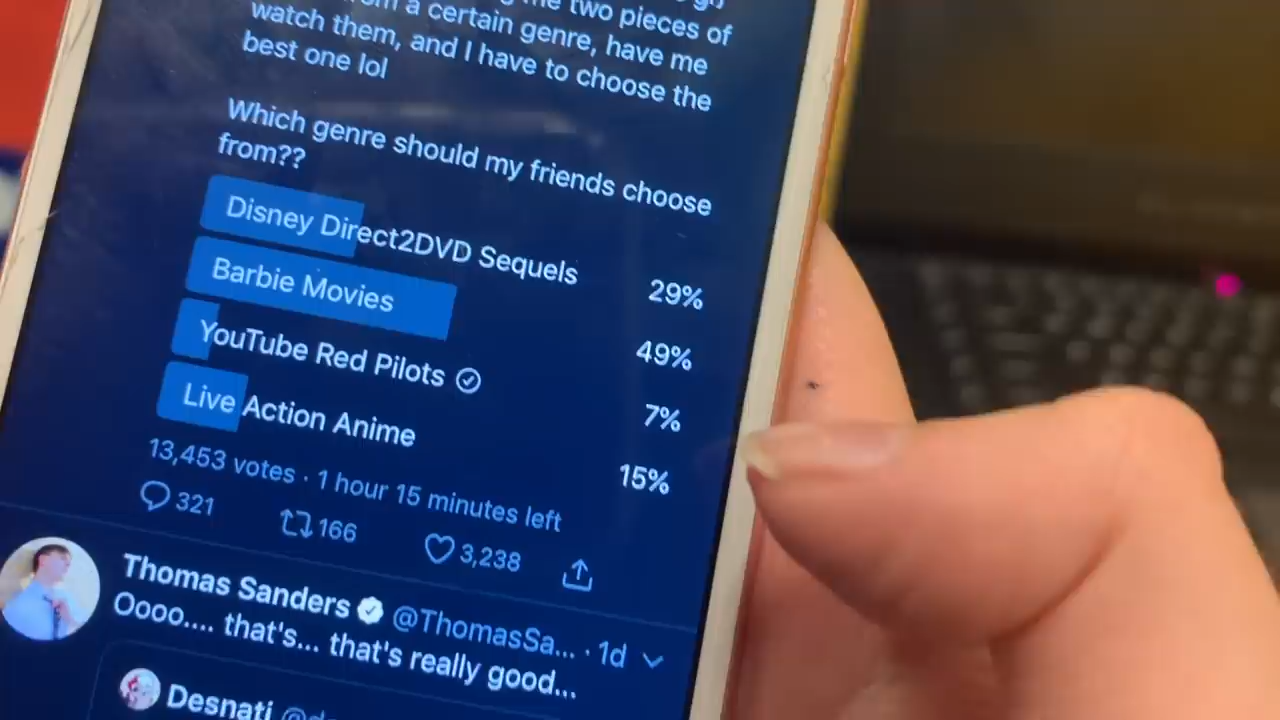 two pieces of
a certain genre, have me
watch them, and I have to choose the
best one lol
Which genre should my friends choose
from??
Disney Direct2DVD Sequels 29%
Barbie Movies 49%
YouTube Red Pilots 7%
Live Action Anime 15%
13,453 votes · 1 hour 15 minutes left
321 166 3,238
Thomas Sanders @ThomasSa... · 1d
Oooo.... that's... that's really good...
Desnati